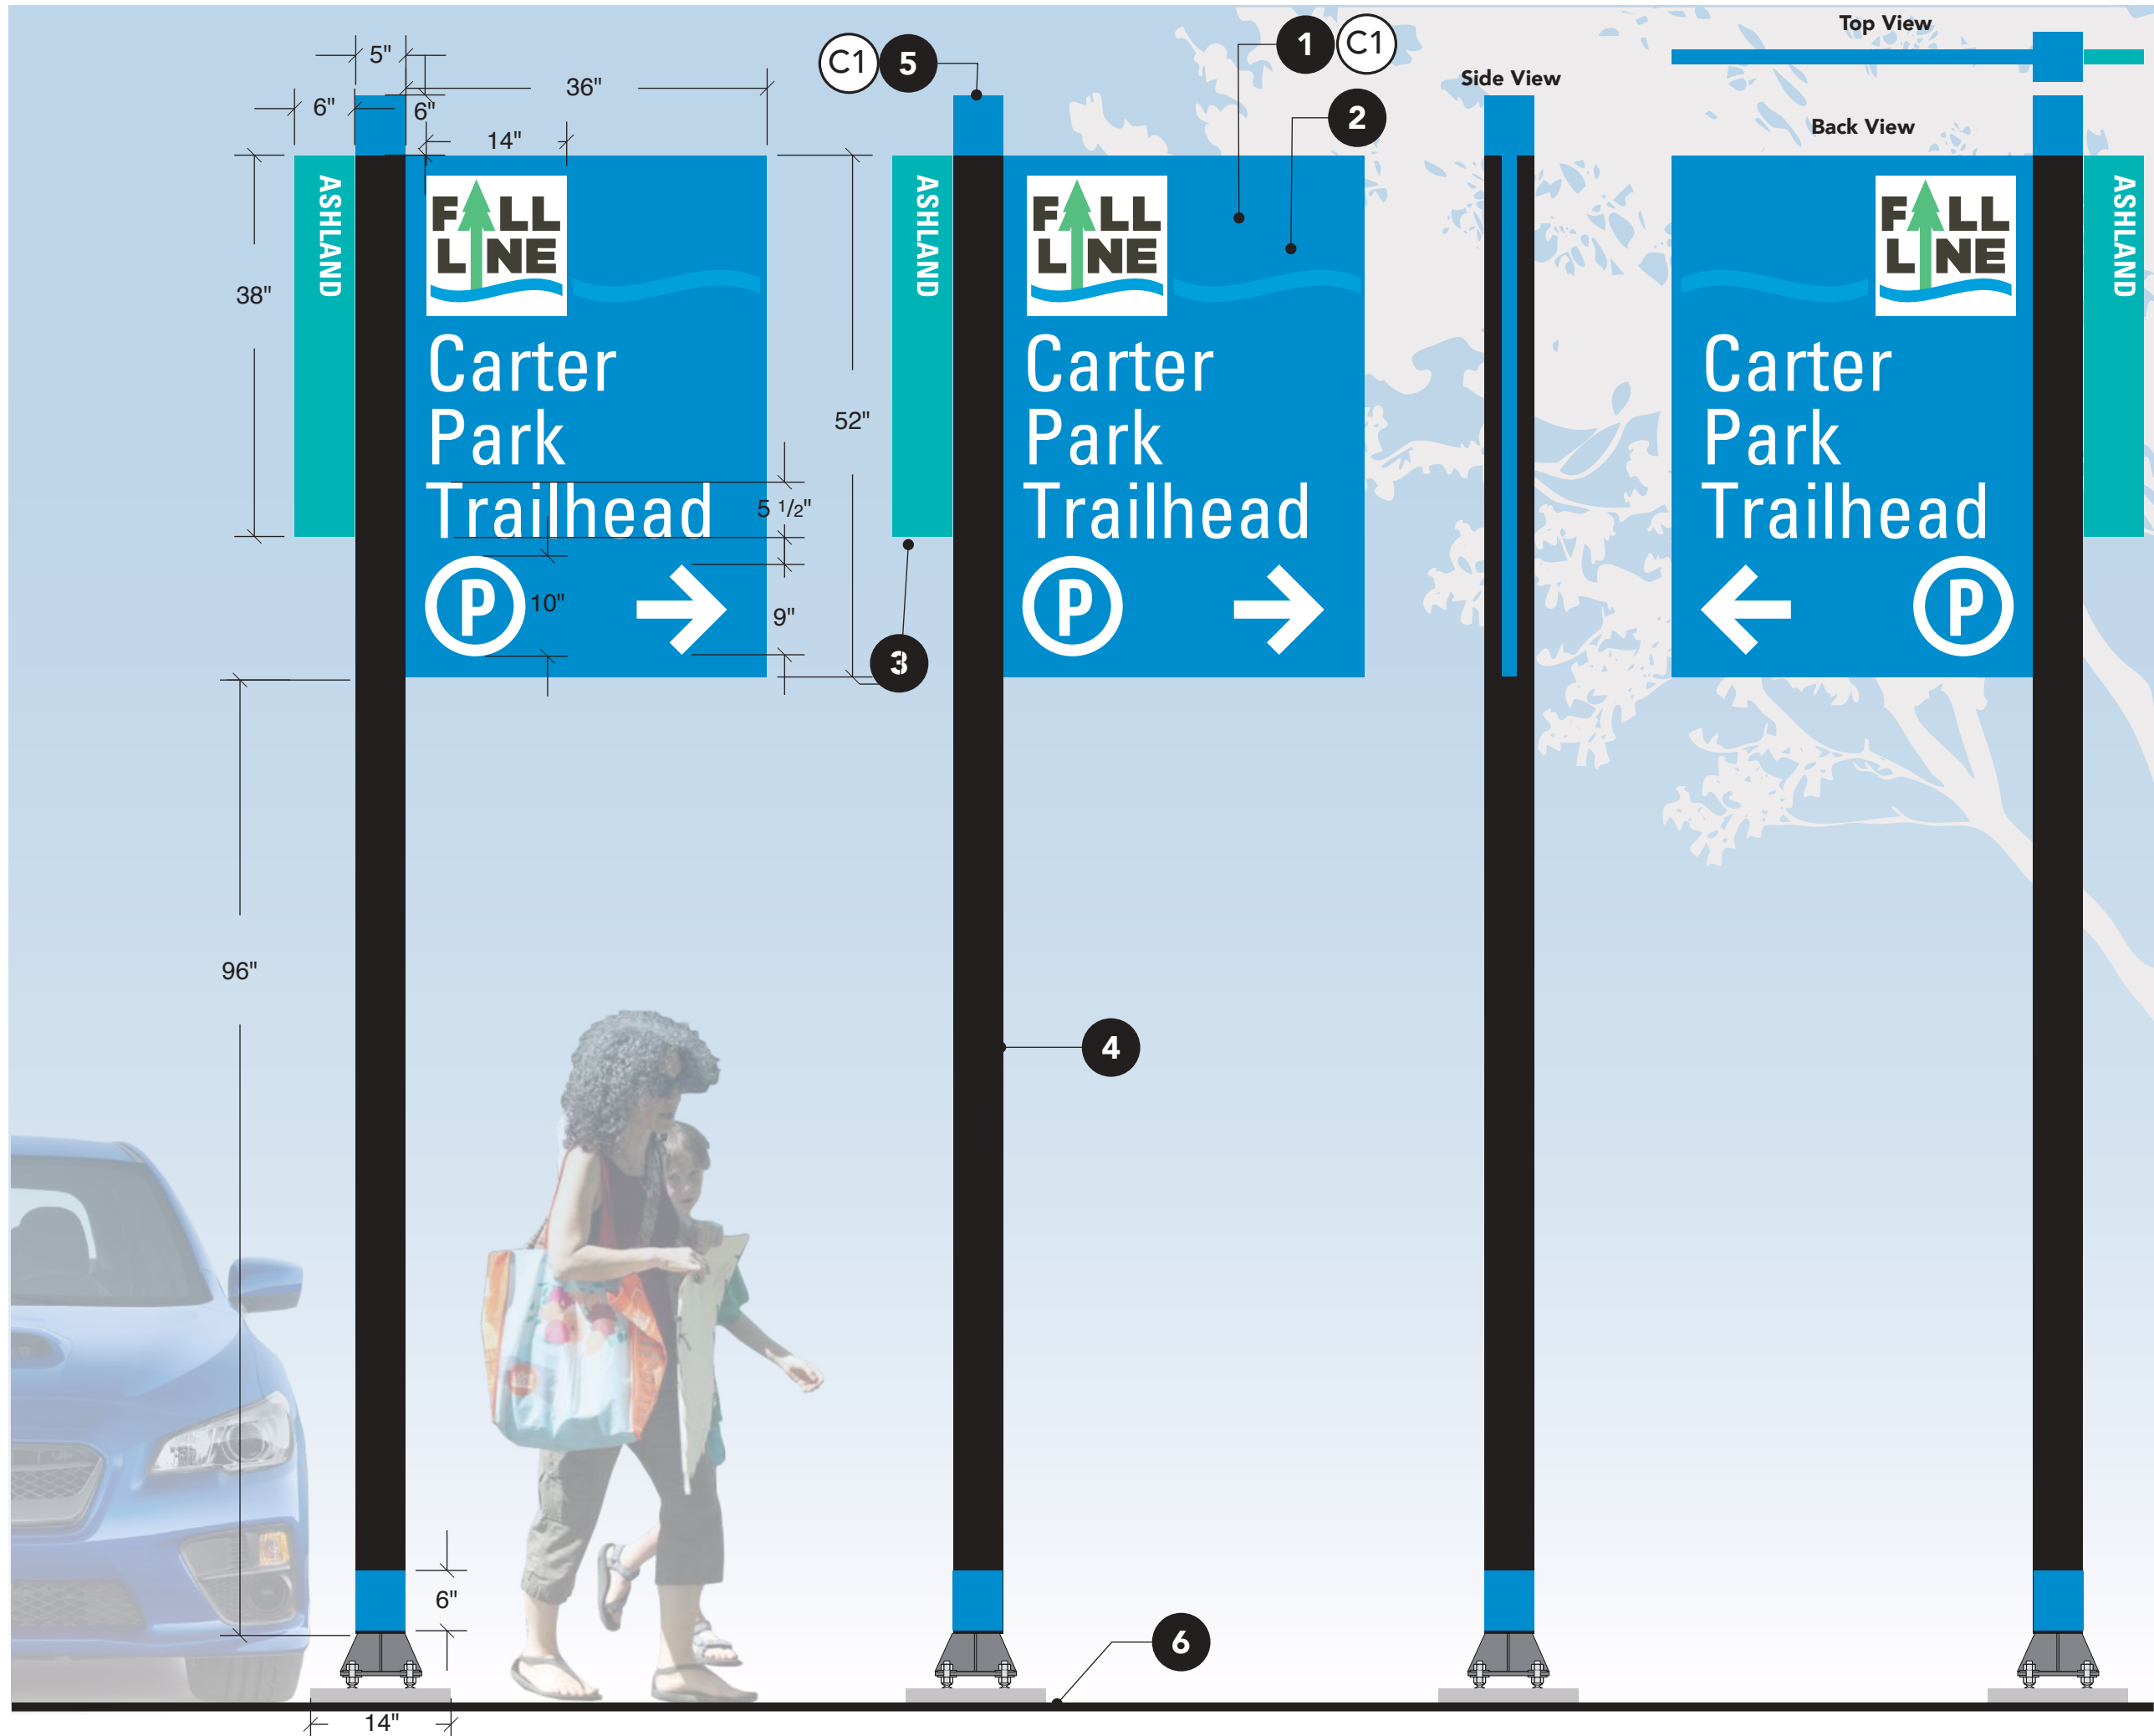 Top View
5"
C1
5
1
C1
36"
Side View
6"
6"
2
Back View
14"
ASHLAND
FALL
LINE
Carter
Park
Trailhead
P
38"
5 1/2"
10"
9"
52"
96"
6"
14"
ASHLAND
FALL
LINE
Carter
Park
Trailhead
P
3
4
6
FALL
LINE
ASHLAND
Carter
Park
Trailhead
P